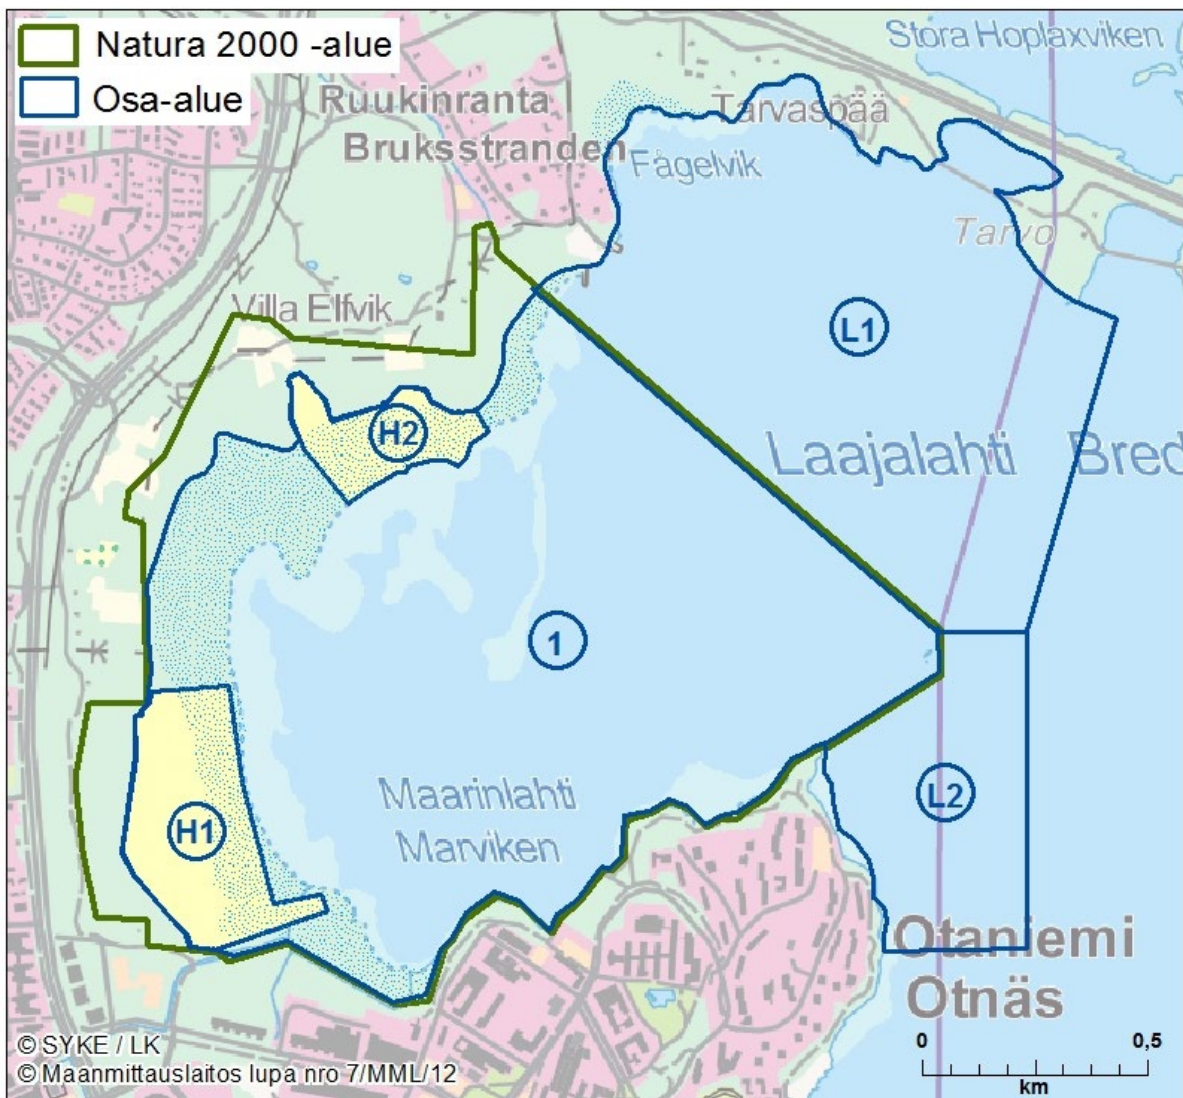 Natura 2000 -alue
Osa-alue
Stora Hoplaxviken
Ruukinranta
Bruksstranden
Tarvaspää
Fågelvik
Tarvo
Villa Elfvik
L1
H2
Laajalahti Bred
1
Maarinlahti
Marviken
L2
H1
Otaniemi
Otnäs
© SYKE / LK
© Maanmittauslaitos lupa nro 7/MML/12
0 0,5
km